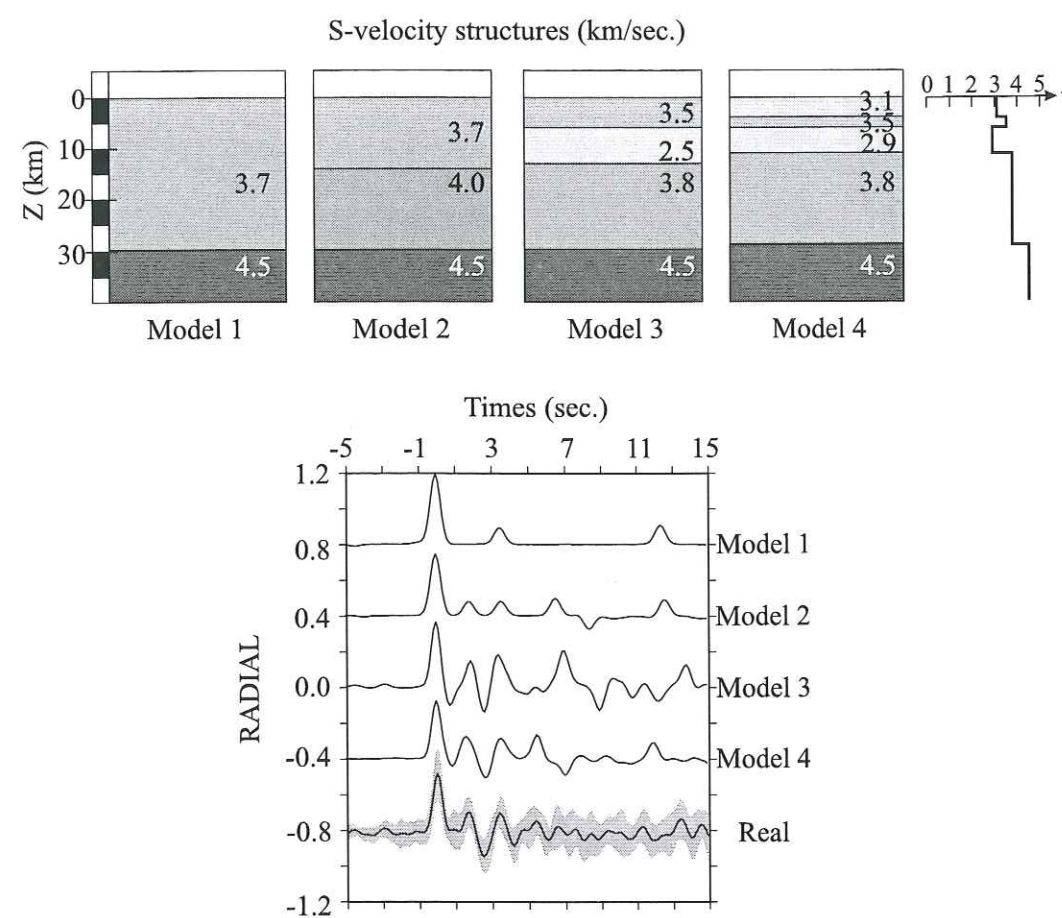 S-velocity structures (km/sec.)
0 1 2 3 4 5
0
10
20
30
Z (km)
3.7
4.5
3.7
4.0
4.5
3.5
2.5
3.8
4.5
3.1
3.5
2.9
3.8
4.5
Model 1 Model 2 Model 3 Model 4
Times (sec.)
-5 -1 3 7 11 15
1.2
0.8
0.4
0.0
-0.4
-0.8
-1.2
RADIAL
Model 1
Model 2
Model 3
Model 4
Real